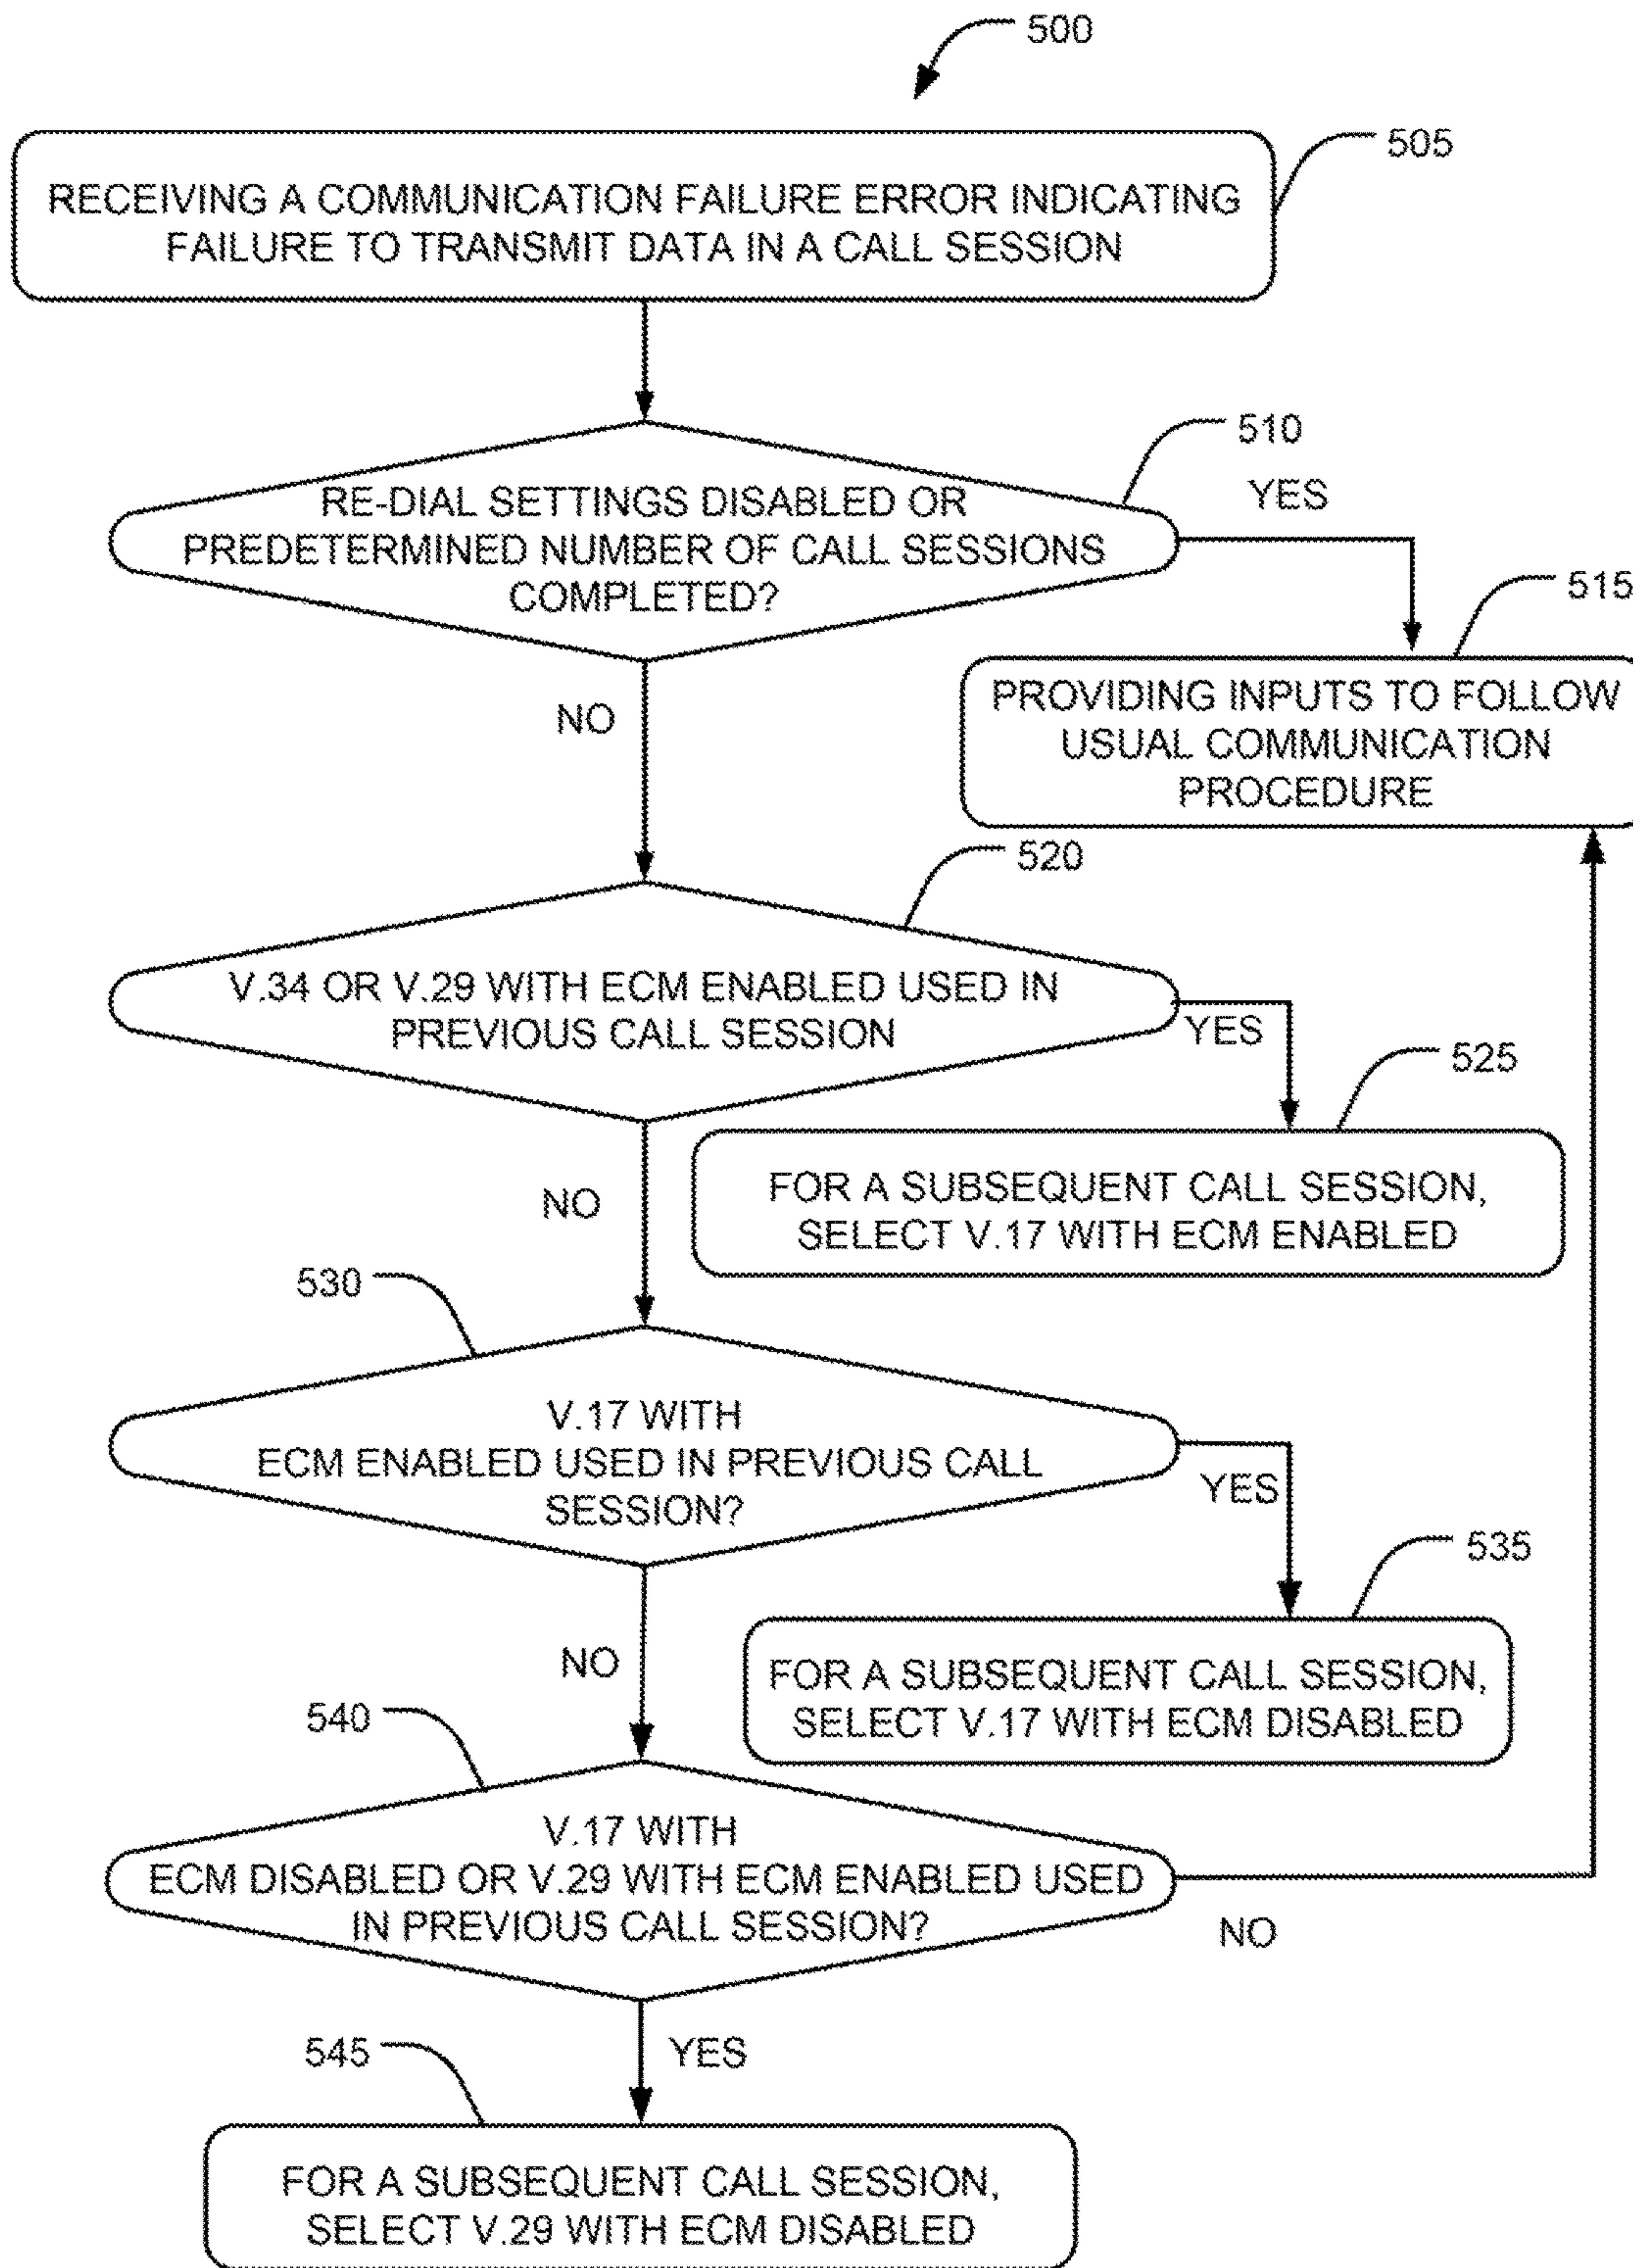 500
505
RECEIVING A COMMUNICATION FAILURE ERROR INDICATING
FAILURE TO TRANSMIT DATA IN A CALL SESSION
510
RE-DIAL SETTINGS DISABLED OR
PREDETERMINED NUMBER OF CALL SESSIONS
COMPLETED?
YES
515
PROVIDING INPUTS TO FOLLOW
USUAL COMMUNICATION
PROCEDURE
NO
520
V.34 OR V.29 WITH ECM ENABLED USED IN
PREVIOUS CALL SESSION
YES
525
FOR A SUBSEQUENT CALL SESSION,
SELECT V.17 WITH ECM ENABLED
NO
530
V.17 WITH
ECM ENABLED USED IN PREVIOUS CALL
SESSION?
YES
535
FOR A SUBSEQUENT CALL SESSION,
SELECT V.17 WITH ECM DISABLED
NO
540
V.17 WITH
ECM DISABLED OR V.29 WITH ECM ENABLED USED
IN PREVIOUS CALL SESSION?
NO
YES
545
FOR A SUBSEQUENT CALL SESSION,
SELECT V.29 WITH ECM DISABLED